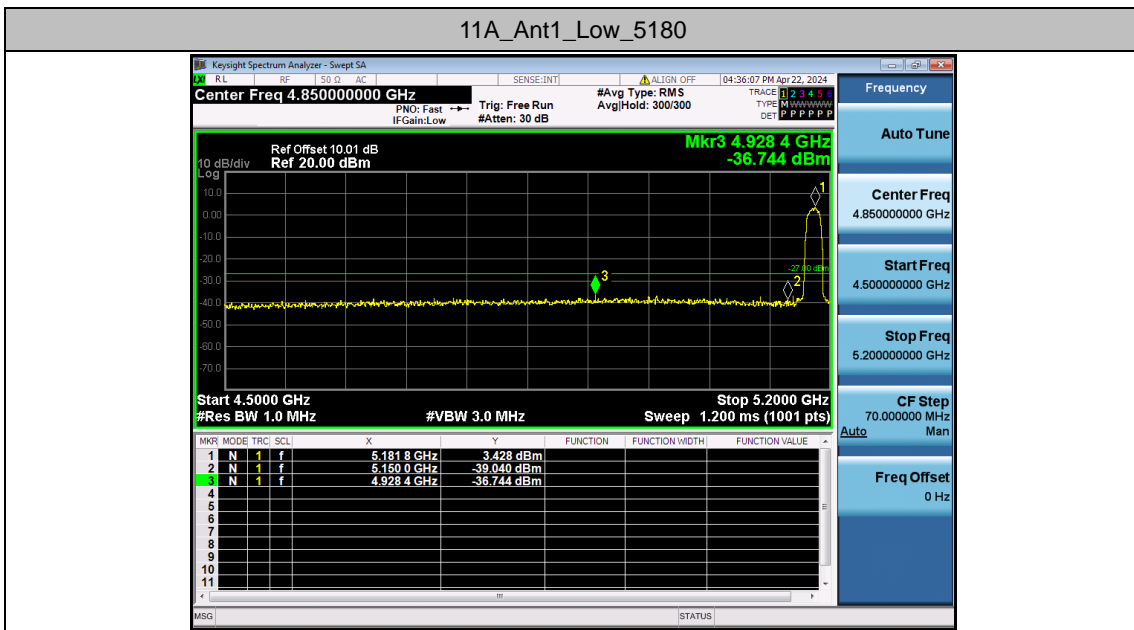 11A_Ant1_Low_5180
Keysight Spectrum Analyzer - Swept SA
LXI RL RF 50 Ω AC SENSE:INT ALIGN OFF 04:36:07 PM Apr 22, 2024
Center Freq 4.850000000 GHz
PNO: Fast
IFGain:Low
Trig: Free Run
#Atten: 30 dB
#Avg Type: RMS
Avg|Hold: 300/300
TRACE 1 2 3 4 5 6
TYPE M WWWWW
DET P P P P P P
Frequency
Auto Tune
Center Freq
4.850000000 GHz
Start Freq
4.500000000 GHz
Stop Freq
5.200000000 GHz
CF Step
70.000000 MHz
Auto Man
Freq Offset
0 Hz
Mkr3 4.928 4 GHz
-36.744 dBm
Ref Offset 10.01 dB
10 dB/div Ref 20.00 dBm
Log
10.0
0.00
-10.0
-20.0
-30.0
-40.0
-50.0
-60.0
-70.0
1
-27.00 dBm
3
2
Start 4.5000 GHz Stop 5.2000 GHz
#Res BW 1.0 MHz #VBW 3.0 MHz Sweep 1.200 ms (1001 pts)
MKR MODE TRC SCL X Y FUNCTION FUNCTION WIDTH FUNCTION VALUE
1 N 1 f 5.181 8 GHz 3.428 dBm
2 N 1 f 5.150 0 GHz -39.040 dBm
3 N 1 f 4.928 4 GHz -36.744 dBm
4
5
6
7
8
9
10
11
MSG STATUS